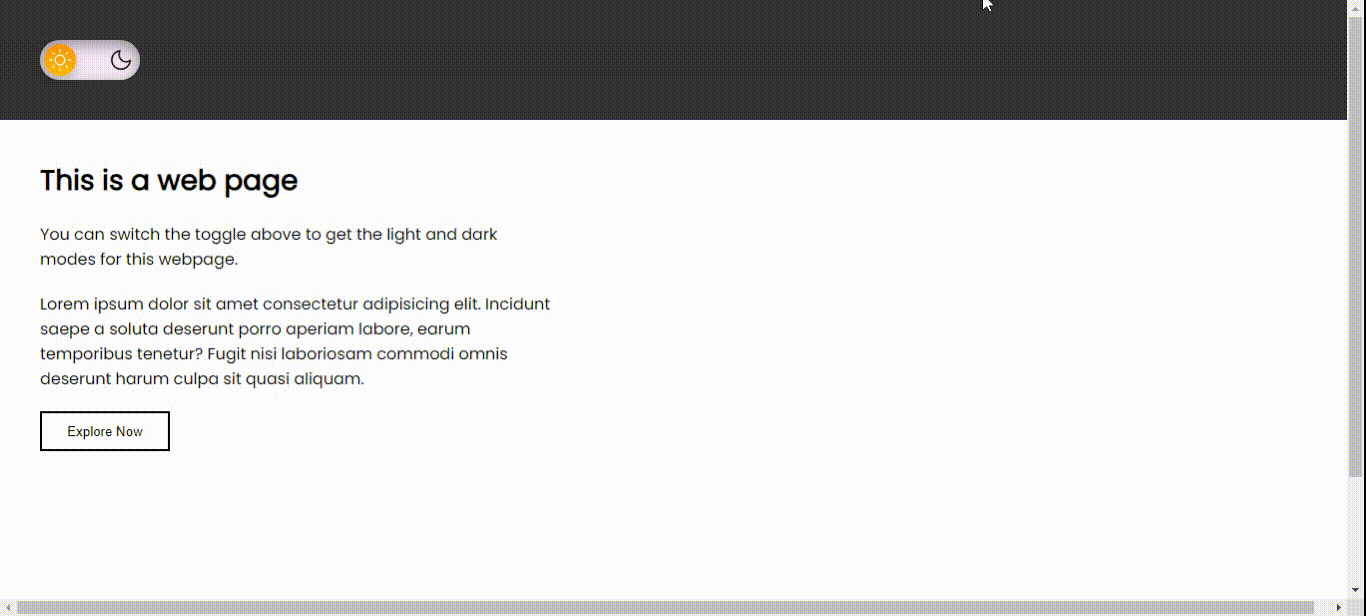 This is a web page
You can switch the toggle above to get the light and dark
modes for this webpage.
Lorem ipsum dolor sit amet consectetur adipisicing elit. Incidunt
saepe a soluta deserunt porro aperiam labore, earum
temporibus tenetur? Fugit nisi laboriosam commodi omnis
deserunt harum culpa sit quasi aliquam.
Explore Now